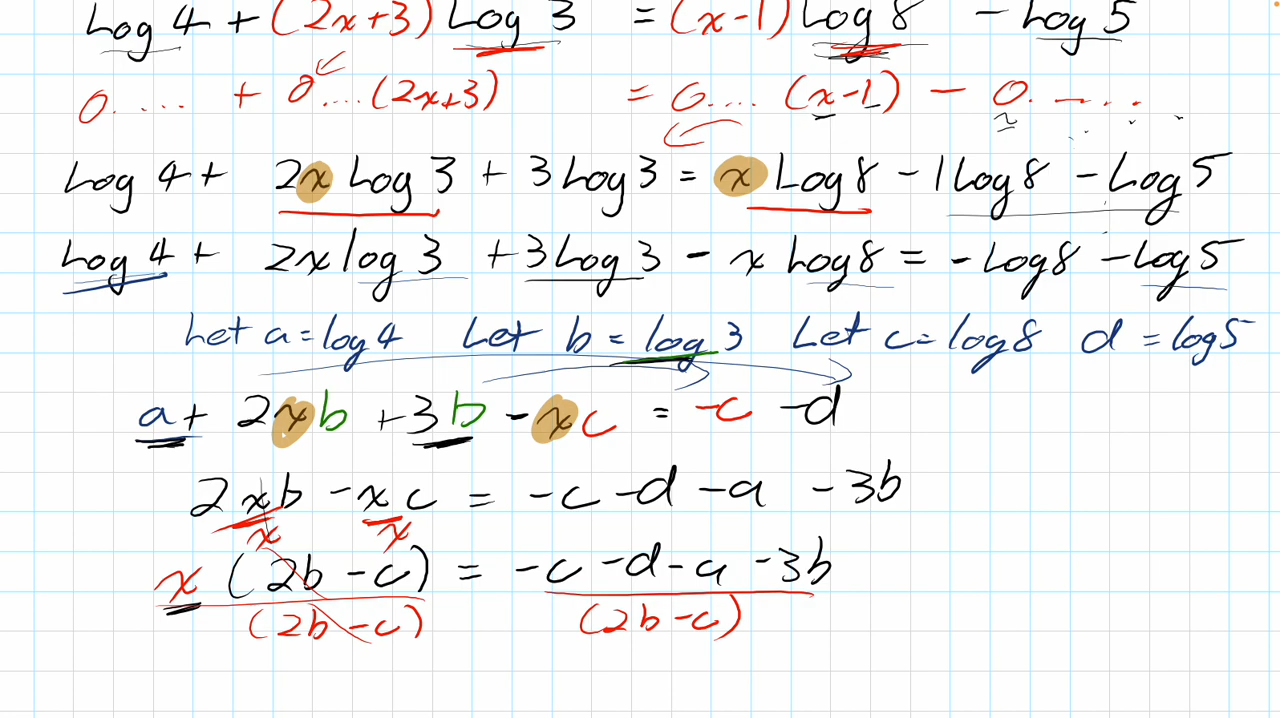 Log 4 + (2x+3) Log 3 = (x-1) Log 8 - Log 5
0.... + 0....(2x+3) = 0.... (x-1) - 0.....
Log 4 + 2x Log 3 + 3 Log 3 = x Log 8 - 1 Log 8 - Log 5
Log 4 + 2x log 3 + 3 Log 3 - x Log 8 = - Log 8 - Log 5
Let a = log 4 Let b = log 3 Let c = log 8 d = log 5
a + 2xb + 3b - xc = -c - d
2xb - xc = -c - d - a - 3b
x x
x (2b - c) = -c - d - a - 3b
(2b - c) (2b - c)